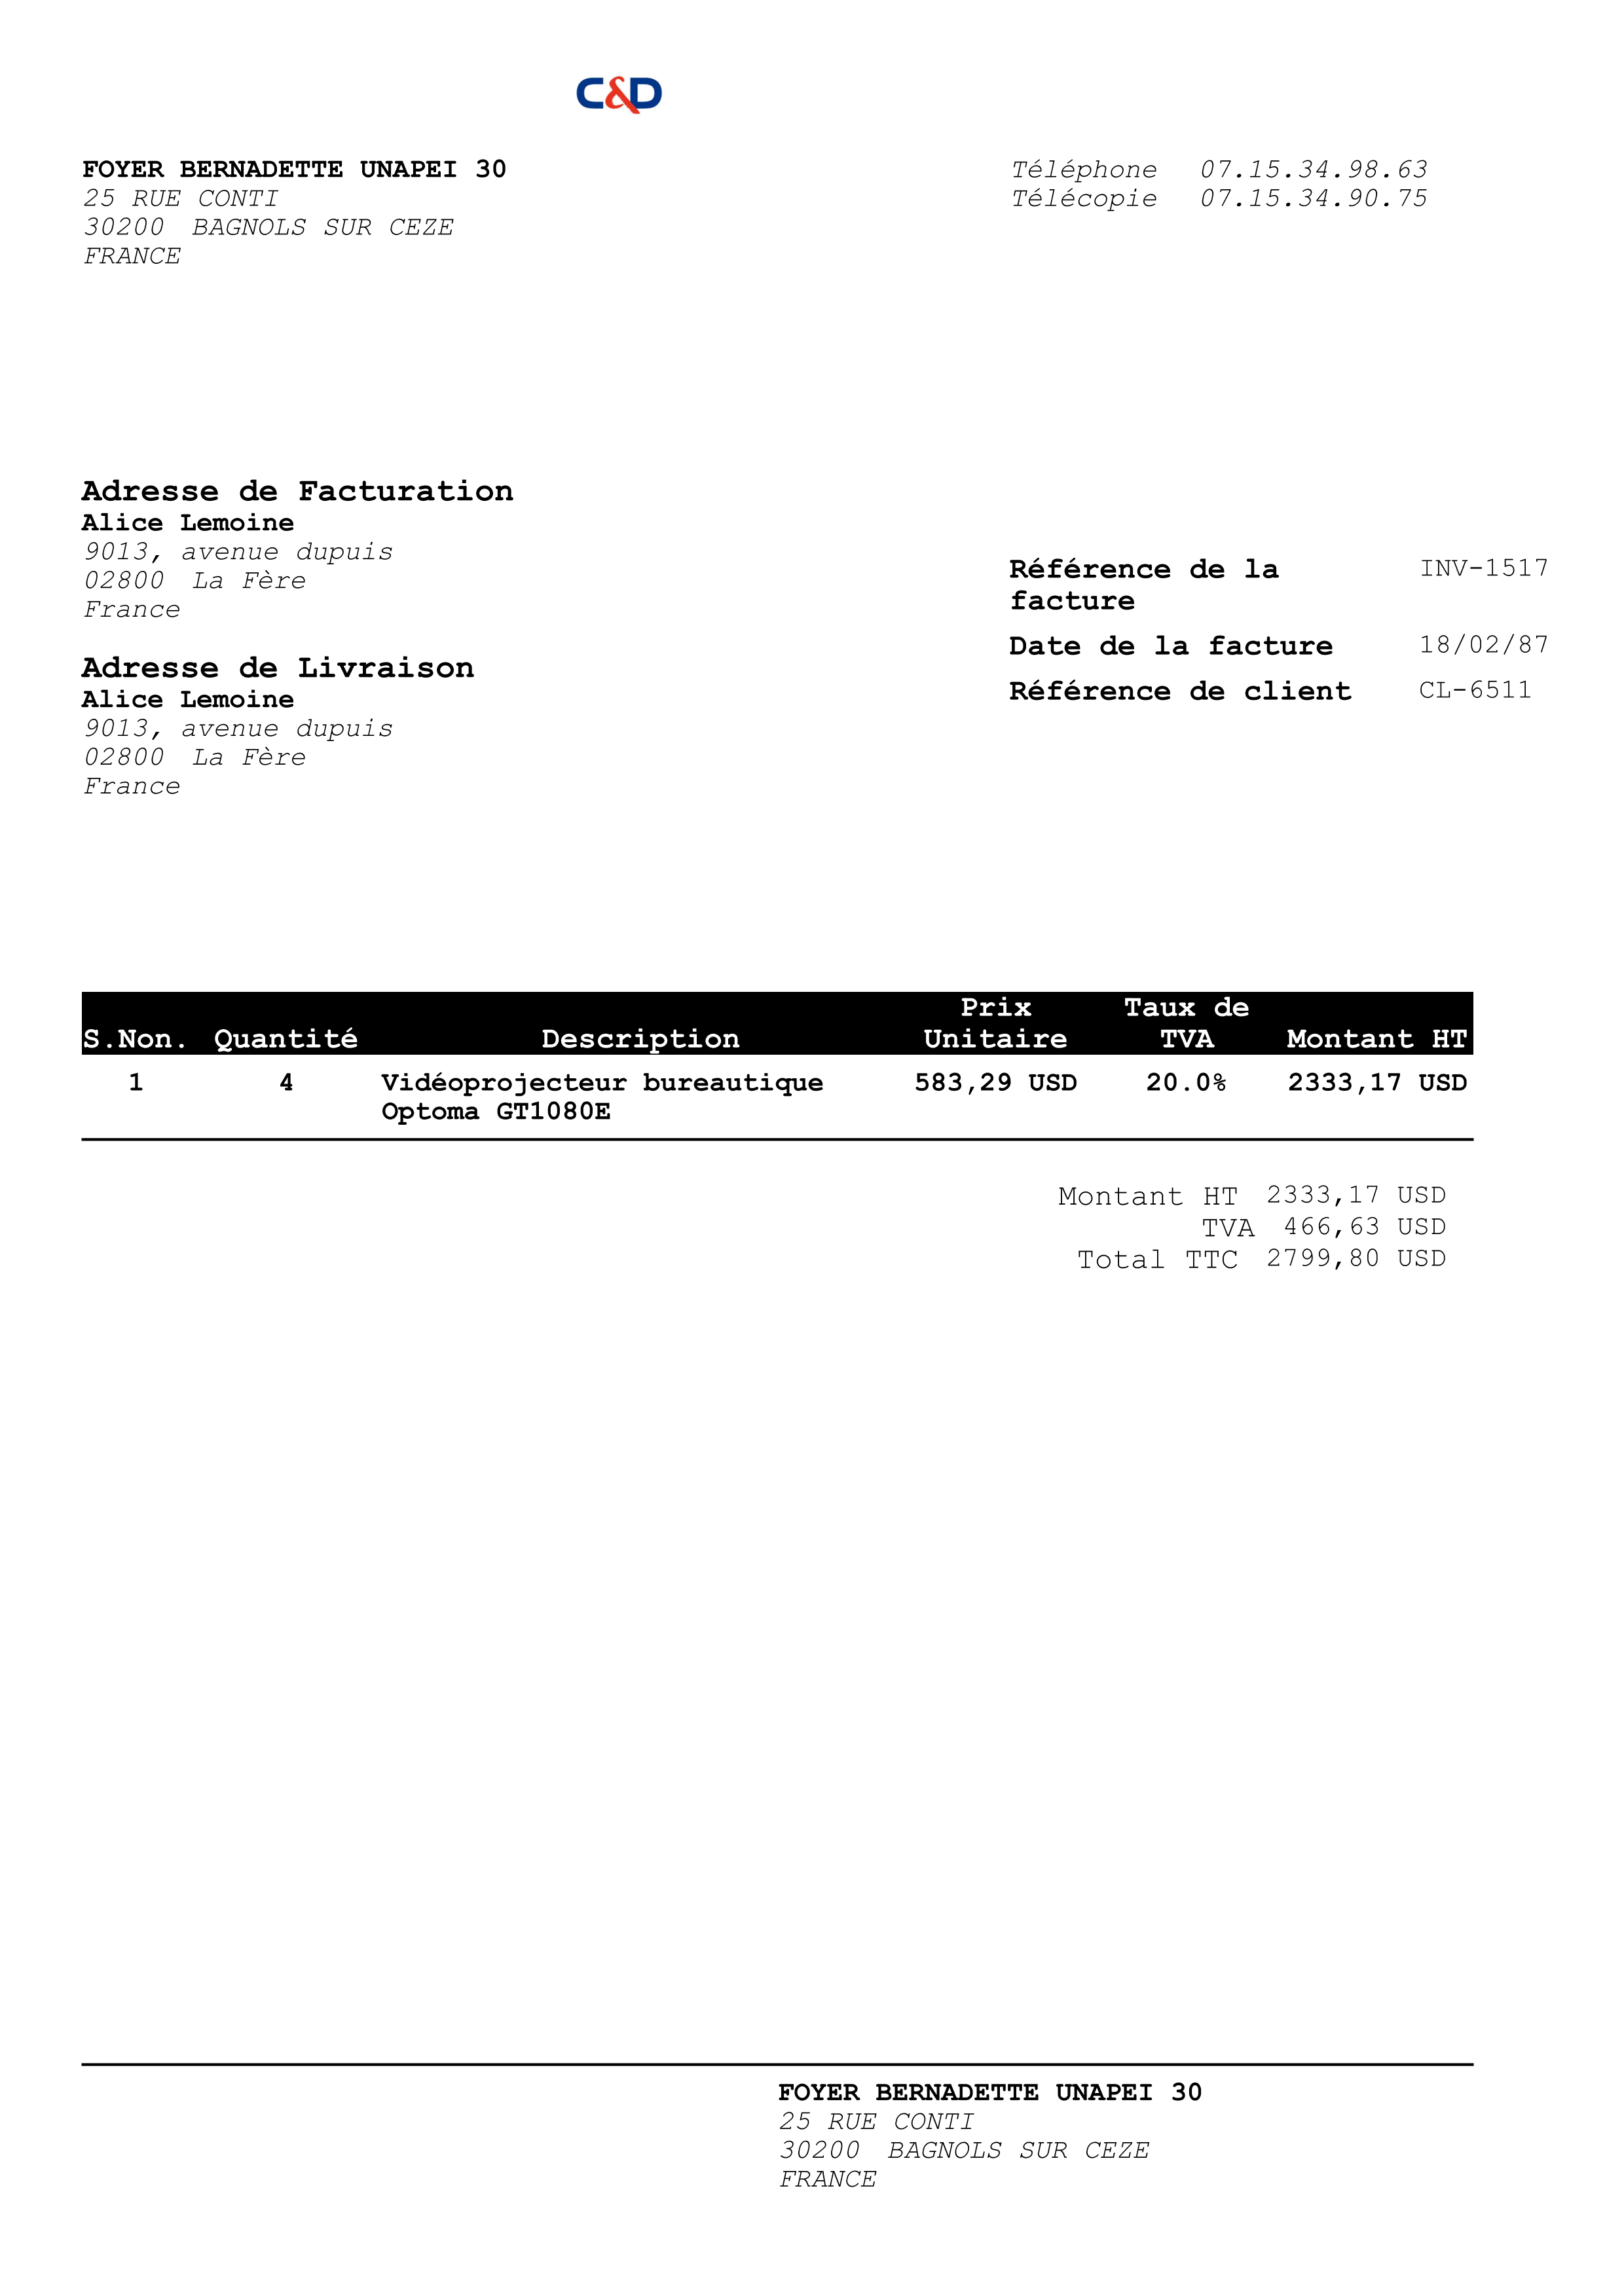 C&D
FOYER BERNADETTE UNAPEI 30
25 RUE CONTI
30200 BAGNOLS SUR CEZE
FRANCE
Téléphone 07.15.34.98.63
Télécopie 07.15.34.90.75
Adresse de Facturation
Alice Lemoine
9013, avenue dupuis
02800 La Fère
France
Adresse de Livraison
Alice Lemoine
9013, avenue dupuis
02800 La Fère
France
Référence de la INV-1517
facture
Date de la facture 18/02/87
Référence de client CL-6511
Prix Taux de
S.Non. Quantité Description Unitaire TVA Montant HT
1 4 Vidéoprojecteur bureautique 583,29 USD 20.0% 2333,17 USD
Optoma GT1080E
Montant HT 2333,17 USD
TVA 466,63 USD
Total TTC 2799,80 USD
FOYER BERNADETTE UNAPEI 30
25 RUE CONTI
30200 BAGNOLS SUR CEZE
FRANCE